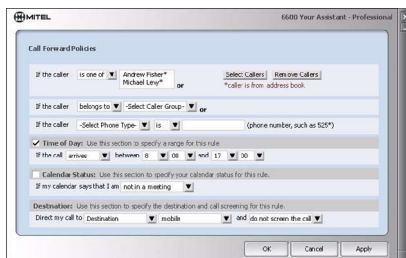 MITEL 6600 Your Assistant - Professional
Call Forward Policies
If the caller is one of Andrew Fisher* Michael Levy* or Select Callers Remove Callers
*caller is from address book
If the caller belongs to -Select Caller Group- or
If the caller -Select Phone Type- is (phone number, such as 525*)
Time of Day: Use this section to specify a range for this rule.
If the call arrives between 8 00 and 17 00
Calendar Status: Use this section to specify your calendar status for this rule.
If my calendar says that I am not in a meeting
Destination: Use this section to specify the destination and call screening for this rule.
Direct my call to Destination mobile and do not screen the call
OK Cancel Apply